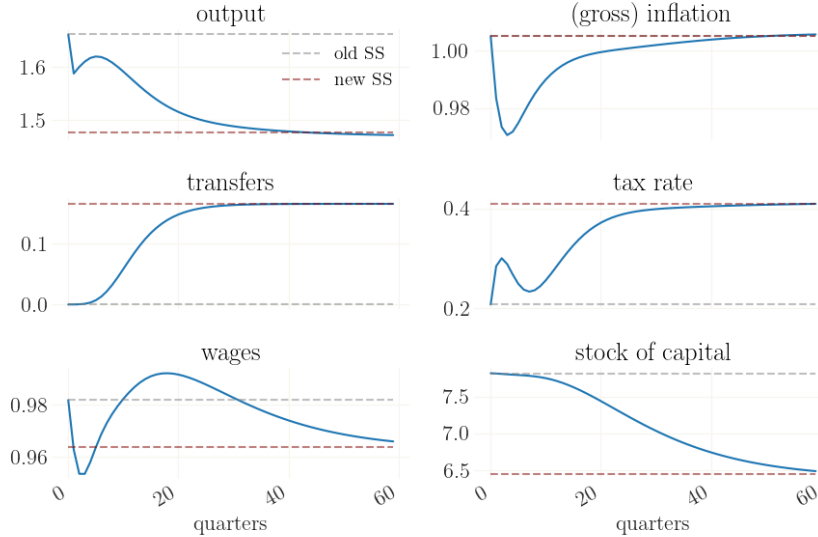 output
1.6
1.5
old SS
new SS
(gross) inflation
1.00
0.98
transfers
0.1
0.0
tax rate
0.4
0.2
wages
0.98
0.96
0
20
40
60
quarters
stock of capital
7.5
7.0
6.5
0
20
40
60
quarters